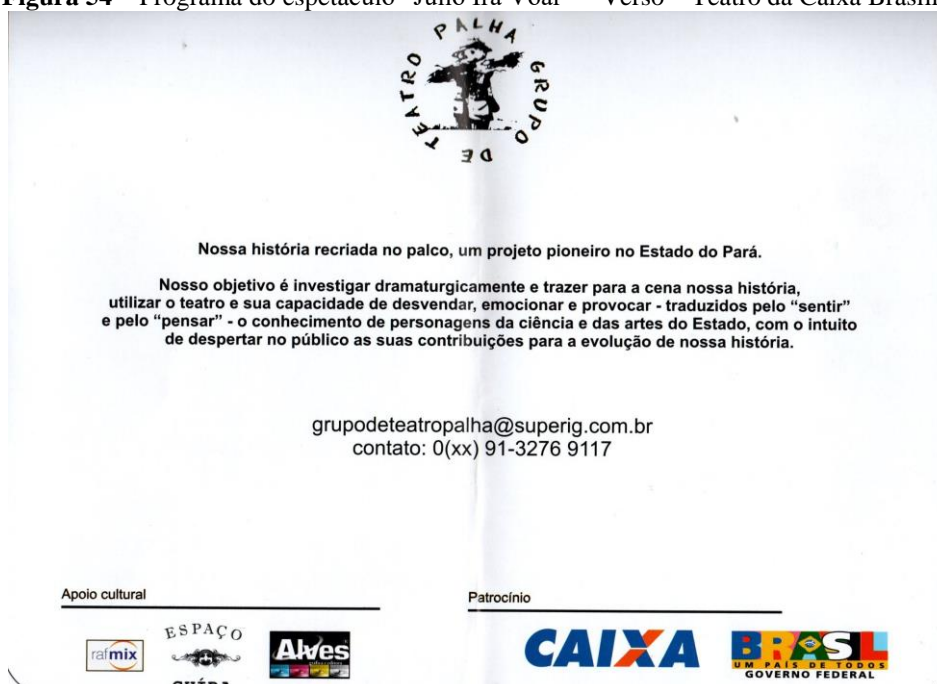 Figura 54 – Programa do espetáculo “Júlio Irá Voar” – Verso – Teatro da Caixa
GRUPO DE TEATRO PALHA
Nossa história recriada no palco, um projeto pioneiro no Estado do Pará.
Nosso objetivo é investigar dramaturgicamente e trazer para a cena nossa história,
utilizar o teatro e sua capacidade de desvendar, emocionar e provocar - traduzidos pelo “sentir”
e pelo “pensar” - o conhecimento de personagens da ciência e das artes do Estado, com o intuito
de despertar no público as suas contribuições para a evolução de nossa história.
grupodeteatropalha@superig.com.br
contato: 0(xx) 91-3276 9117
Apoio cultural
Patrocínio
rafmix
ESPAÇO
Alves
CAIXA
BRASIL
UM PAÍS DE TODOS
GOVERNO FEDERAL